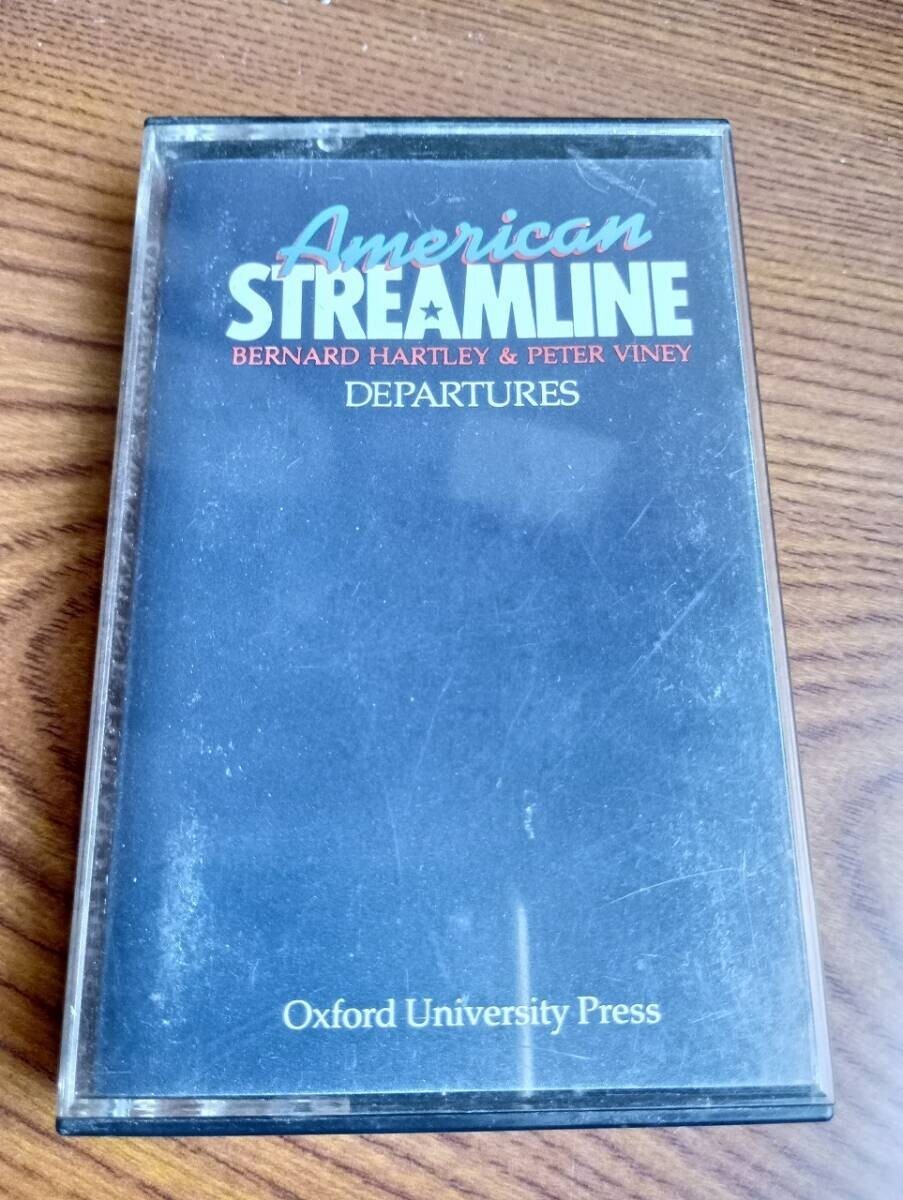 American
STREAMLINE
BERNARD HARTLEY & PETER VINEY
DEPARTURES
Oxford University Press